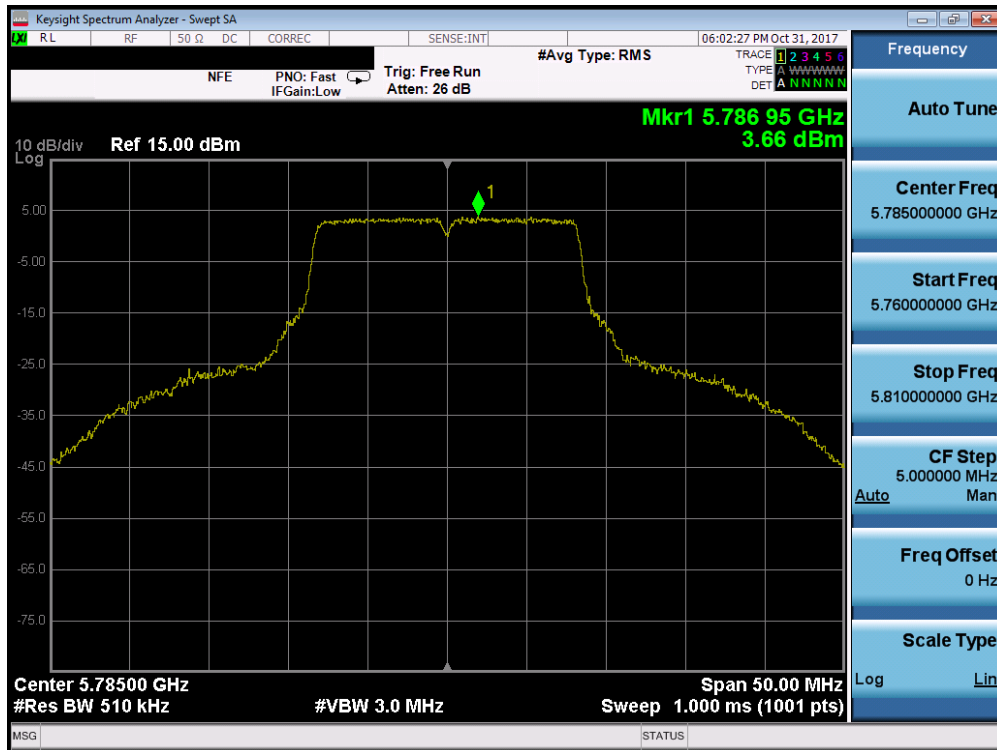 Keysight Spectrum Analyzer - Swept SA
LXI RL RF 50 Ω DC CORREC SENSE:INT 06:02:27 PM Oct 31, 2017
NFE PNO: Fast Trig: Free Run #Avg Type: RMS TRACE 1 2 3 4 5 6
IFGain:Low Atten: 26 dB TYPE A WWWWW
DET A N N N N N
Mkr1 5.786 95 GHz
3.66 dBm
10 dB/div Ref 15.00 dBm
Log
1
5.00
-5.00
-15.0
-25.0
-35.0
-45.0
-55.0
-65.0
-75.0
Center 5.78500 GHz Span 50.00 MHz
#Res BW 510 kHz #VBW 3.0 MHz Sweep 1.000 ms (1001 pts)
MSG STATUS
Frequency
Auto Tune
Center Freq
5.785000000 GHz
Start Freq
5.760000000 GHz
Stop Freq
5.810000000 GHz
CF Step
5.000000 MHz
Auto Man
Freq Offset
0 Hz
Scale Type
Log Lin